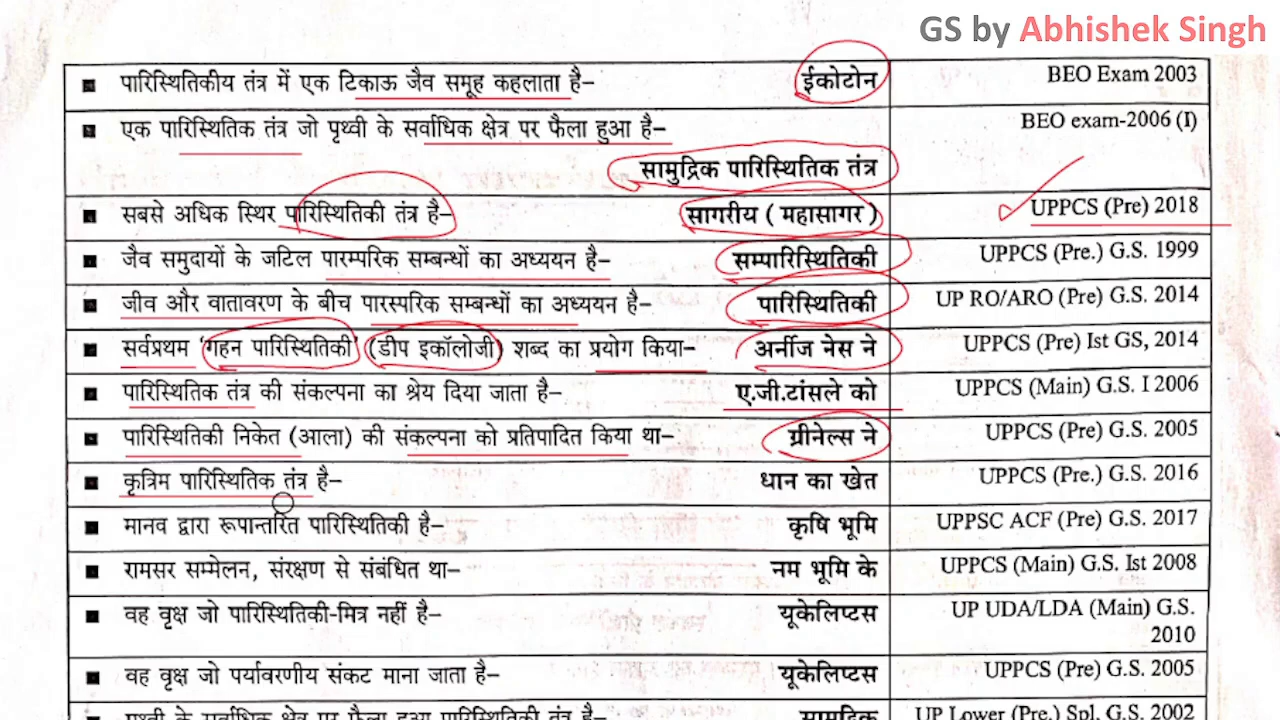 GS by Abhishek Singh
पारिस्थितिकीय तंत्र में एक टिकाऊ जैव समूह कहलाता है– ईकोटोन BEO Exam 2003
एक पारिस्थितिक तंत्र जो पृथ्वी के सर्वाधिक क्षेत्र पर फैला हुआ है– BEO exam-2006 (I)
सामुद्रिक पारिस्थितिक तंत्र
सबसे अधिक स्थिर पारिस्थितिकी तंत्र है– सागरीय ( महासागर ) UPPCS (Pre) 2018
जैव समुदायों के जटिल पारम्परिक सम्बन्धों का अध्ययन है– सम्पारिस्थितिकी UPPCS (Pre.) G.S. 1999
जीव और वातावरण के बीच पारस्परिक सम्बन्धों का अध्ययन है– पारिस्थितिकी UP RO/ARO (Pre) G.S. 2014
सर्वप्रथम 'गहन पारिस्थितिकी' (डीप इकॉलोजी) शब्द का प्रयोग किया– अर्नीज नेस ने UPPCS (Pre) Ist GS, 2014
पारिस्थितिक तंत्र की संकल्पना का श्रेय दिया जाता है– ए.जी.टांसले को UPPCS (Main) G.S. I 2006
पारिस्थितिकी निकेत (आला) की संकल्पना को प्रतिपादित किया था– ग्रीनेल्स ने UPPCS (Pre) G.S. 2005
कृत्रिम पारिस्थितिक तंत्र है– धान का खेत UPPCS (Pre.) G.S. 2016
मानव द्वारा रूपान्तरित पारिस्थितिकी है– कृषि भूमि UPPSC ACF (Pre) G.S. 2017
रामसर सम्मेलन, संरक्षण से संबंधित था– नम भूमि के UPPCS (Main) G.S. Ist 2008
वह वृक्ष जो पारिस्थितिकी-मित्र नहीं है– यूकेलिप्टस UP UDA/LDA (Main) G.S.
2010
वह वृक्ष जो पर्यावरणीय संकट माना जाता है– यूकेलिप्टस UPPCS (Pre) G.S. 2005
पृथ्वी के सर्वाधिक क्षेत्र पर फैला हुआ पारिस्थितिकी तंत्र है– सामुद्रिक UP Lower (Pre.) Spl. G.S. 2002